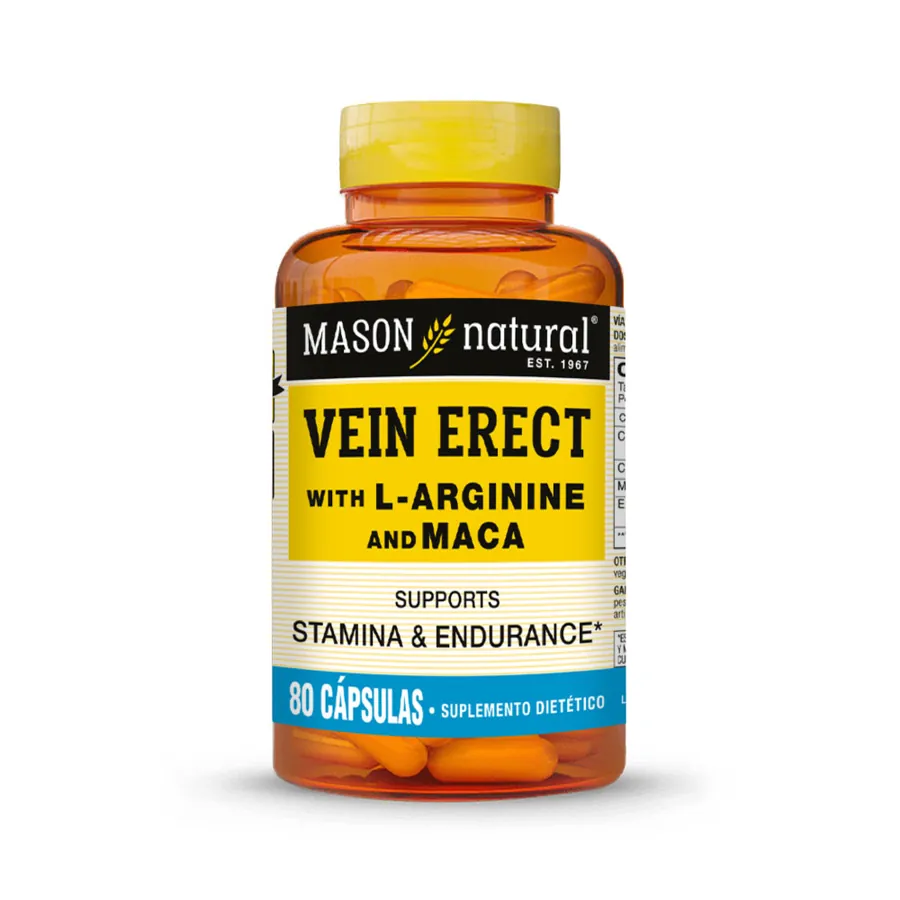 MASON natural®
EST. 1967
VEIN ERECT
WITH L-ARGININE
AND MACA
SUPPORTS
STAMINA & ENDURANCE*
80 CÁPSULAS • SUPLEMENTO DIETÉTICO